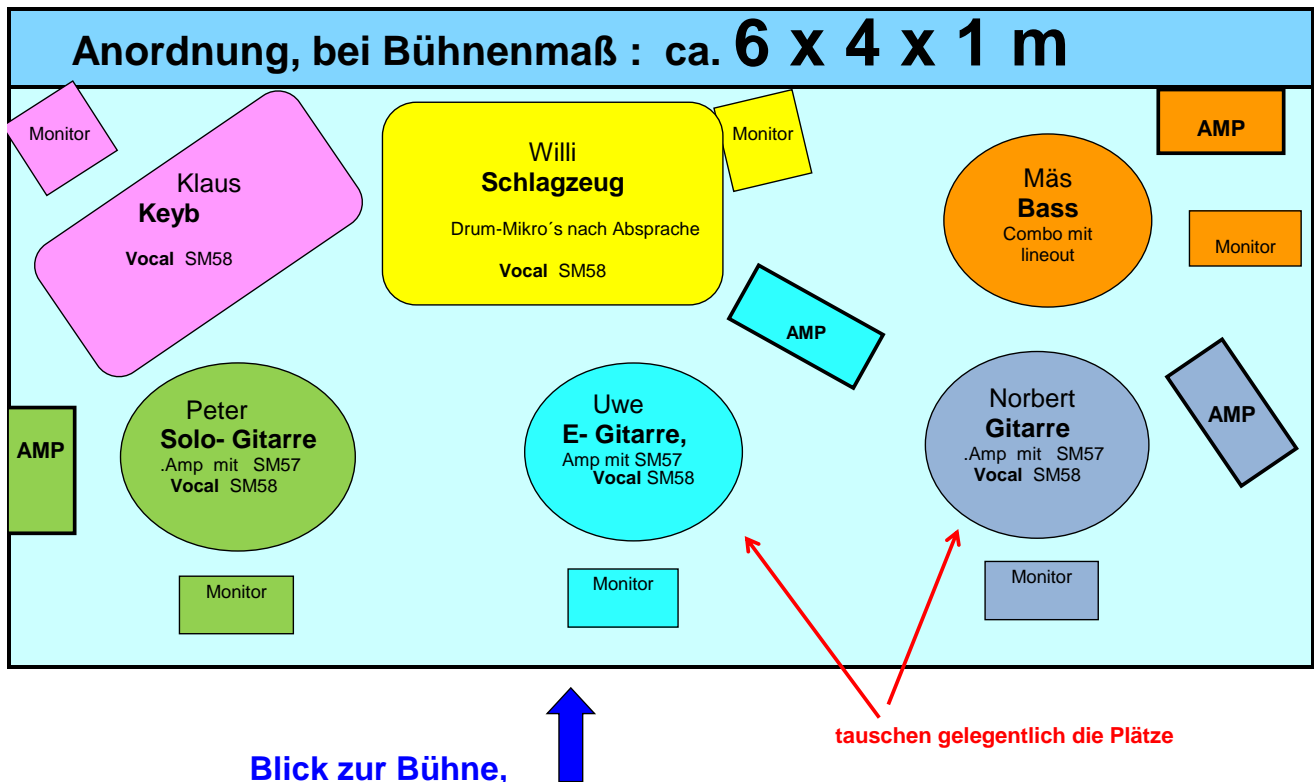 Anordnung, bei Bühnenmaß : ca. 6 x 4 x 1 m
Monitor
Klaus
Keyb
Vocal SM58
Willi
Schlagzeug
Drum-Mikro´s nach Absprache
Vocal SM58
Monitor
Mäs
Bass
Combo mit
lineout
AMP
Monitor
AMP
AMP
Peter
Solo- Gitarre
.Amp mit SM57
Vocal SM58
Monitor
Uwe
E- Gitarre,
Amp mit SM57
Vocal SM58
Monitor
Norbert
Gitarre
.Amp mit SM57
Vocal SM58
Monitor
AMP
tauschen gelegentlich die Plätze
Blick zur Bühne,